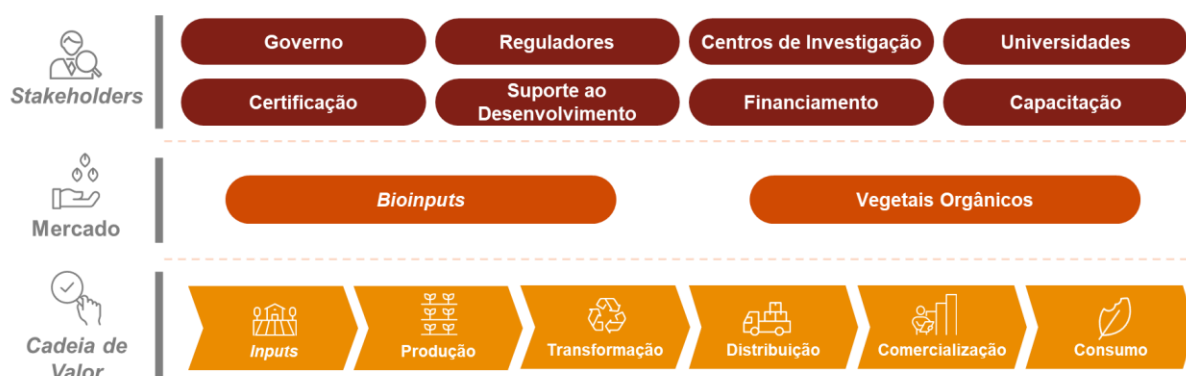 Governo
Reguladores
Centros de Investigação
Universidades
Stakeholders
Certificação
Suporte ao
Desenvolvimento
Financiamento
Capacitação
Mercado
Bioinputs
Vegetais Orgânicos
Cadeia de
Valor
Inputs
Produção
Transformação
Distribuição
Comercialização
Consumo